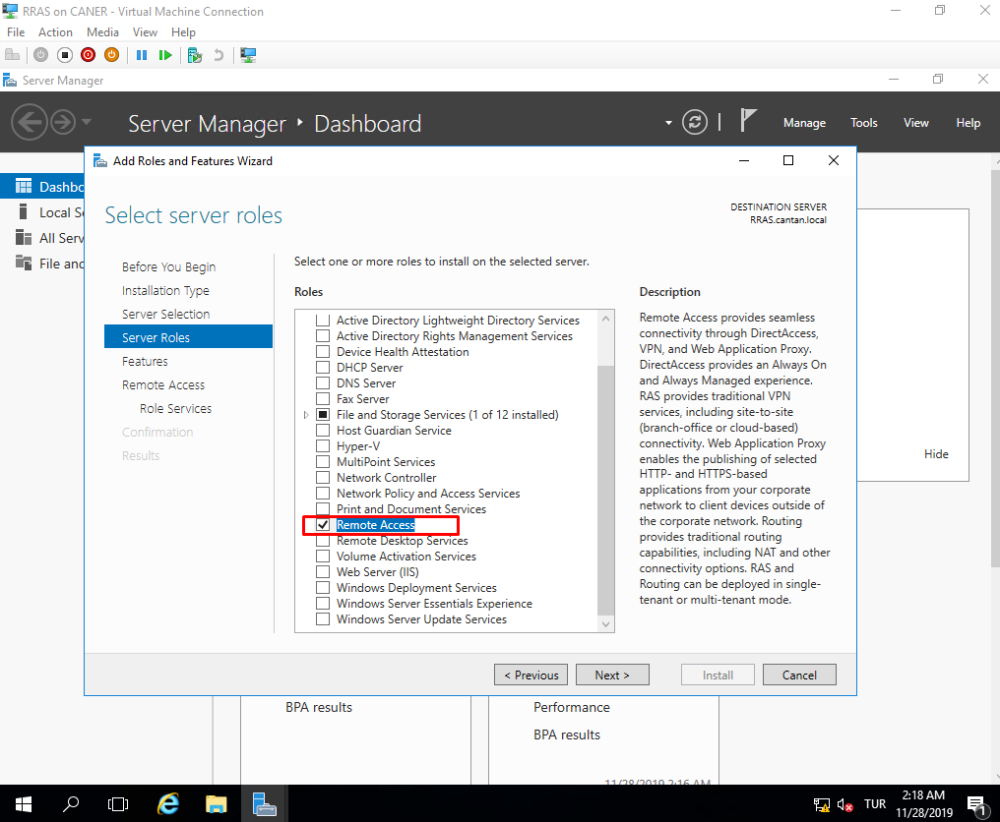 RRAS on CANER - Virtual Machine Connection
File Action Media View Help
Server Manager
Server Manager ‣ Dashboard
Manage Tools View Help
Add Roles and Features Wizard
Dashbo
Local Se
All Serv
File and
Select server roles
DESTINATION SERVER
RRAS.cantan.local
Before You Begin
Installation Type
Server Selection
Server Roles
Features
Remote Access
Role Services
Confirmation
Results
Select one or more roles to install on the selected server.
Roles
Active Directory Lightweight Directory Services
Active Directory Rights Management Services
Device Health Attestation
DHCP Server
DNS Server
Fax Server
File and Storage Services (1 of 12 installed)
Host Guardian Service
Hyper-V
MultiPoint Services
Network Controller
Network Policy and Access Services
Print and Document Services
Remote Access
Remote Desktop Services
Volume Activation Services
Web Server (IIS)
Windows Deployment Services
Windows Server Essentials Experience
Windows Server Update Services
Description
Remote Access provides seamless
connectivity through DirectAccess,
VPN, and Web Application Proxy.
DirectAccess provides an Always On
and Always Managed experience.
RAS provides traditional VPN
services, including site-to-site
(branch-office or cloud-based)
connectivity. Web Application Proxy
enables the publishing of selected
HTTP- and HTTPS-based
applications from your corporate
network to client devices outside of
the corporate network. Routing
provides traditional routing
capabilities, including NAT and other
connectivity options. RAS and
Routing can be deployed in single-
tenant or multi-tenant mode.
Hide
< Previous Next > Install Cancel
BPA results
Performance
BPA results
11/28/2019 2:16 AM
TUR
2:18 AM
11/28/2019
1